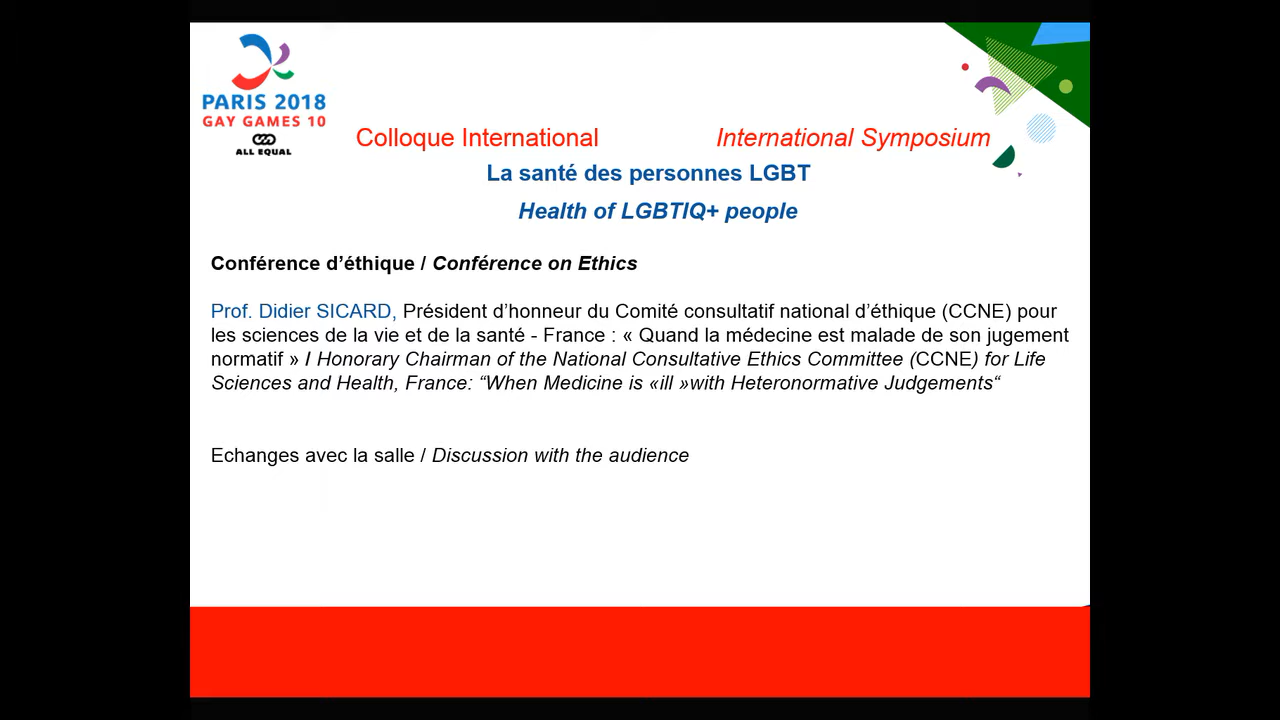 PARIS 2018
GAY GAMES 10
ALL EQUAL
Colloque International International Symposium
La santé des personnes LGBT
Health of LGBTIQ+ people
Conférence d’éthique / Conférence on Ethics
Prof. Didier SICARD, Président d’honneur du Comité consultatif national d’éthique (CCNE) pour
les sciences de la vie et de la santé - France : « Quand la médecine est malade de son jugement
normatif » I Honorary Chairman of the National Consultative Ethics Committee (CCNE) for Life
Sciences and Health, France: “When Medicine is «ill »with Heteronormative Judgements“
Echanges avec la salle / Discussion with the audience